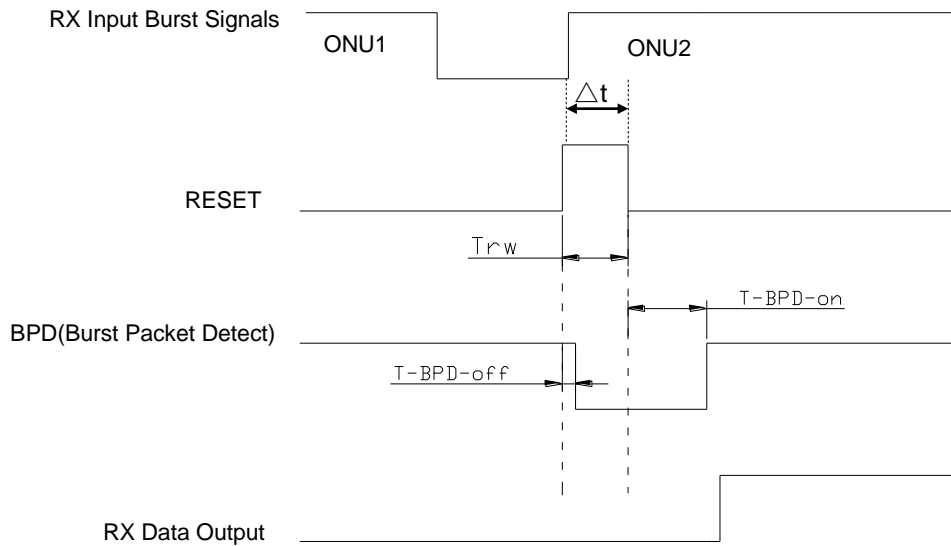 RX Input Burst Signals
ONU1
ONU2
△t
RESET
Trw
T-BPD-on
BPD(Burst Packet Detect)
T-BPD-off
RX Data Output